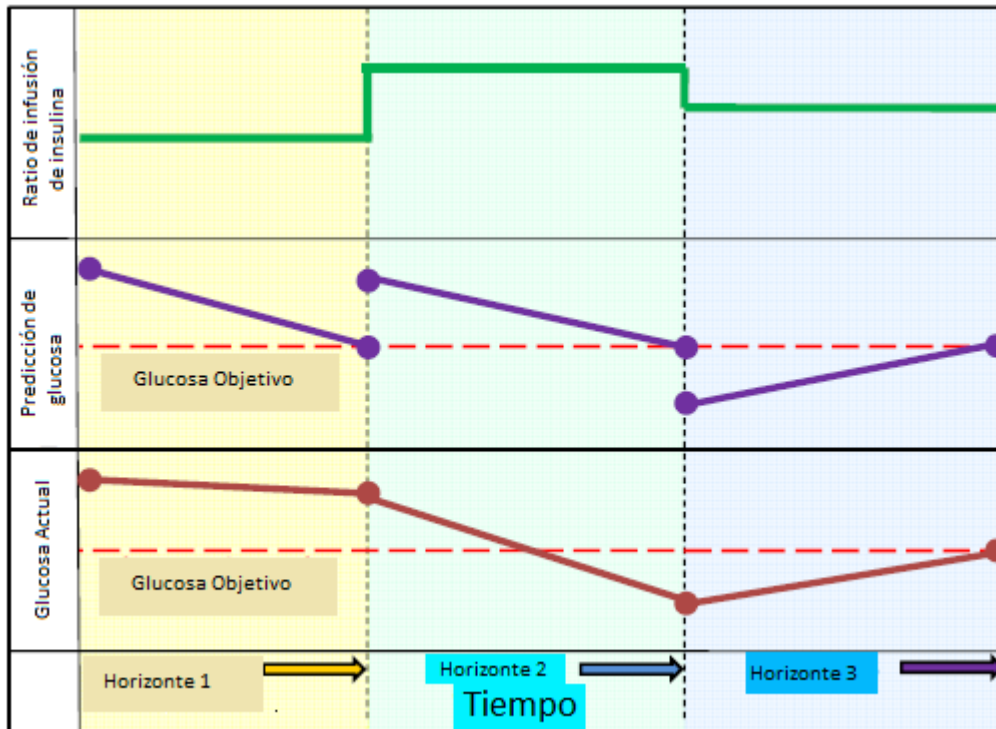 Ratio de infusión
de insulina
Predicción de
glucosa
Glucosa Objetivo
Glucosa Actual
Glucosa Objetivo
Horizonte 1
Horizonte 2
Horizonte 3
.
Tiempo